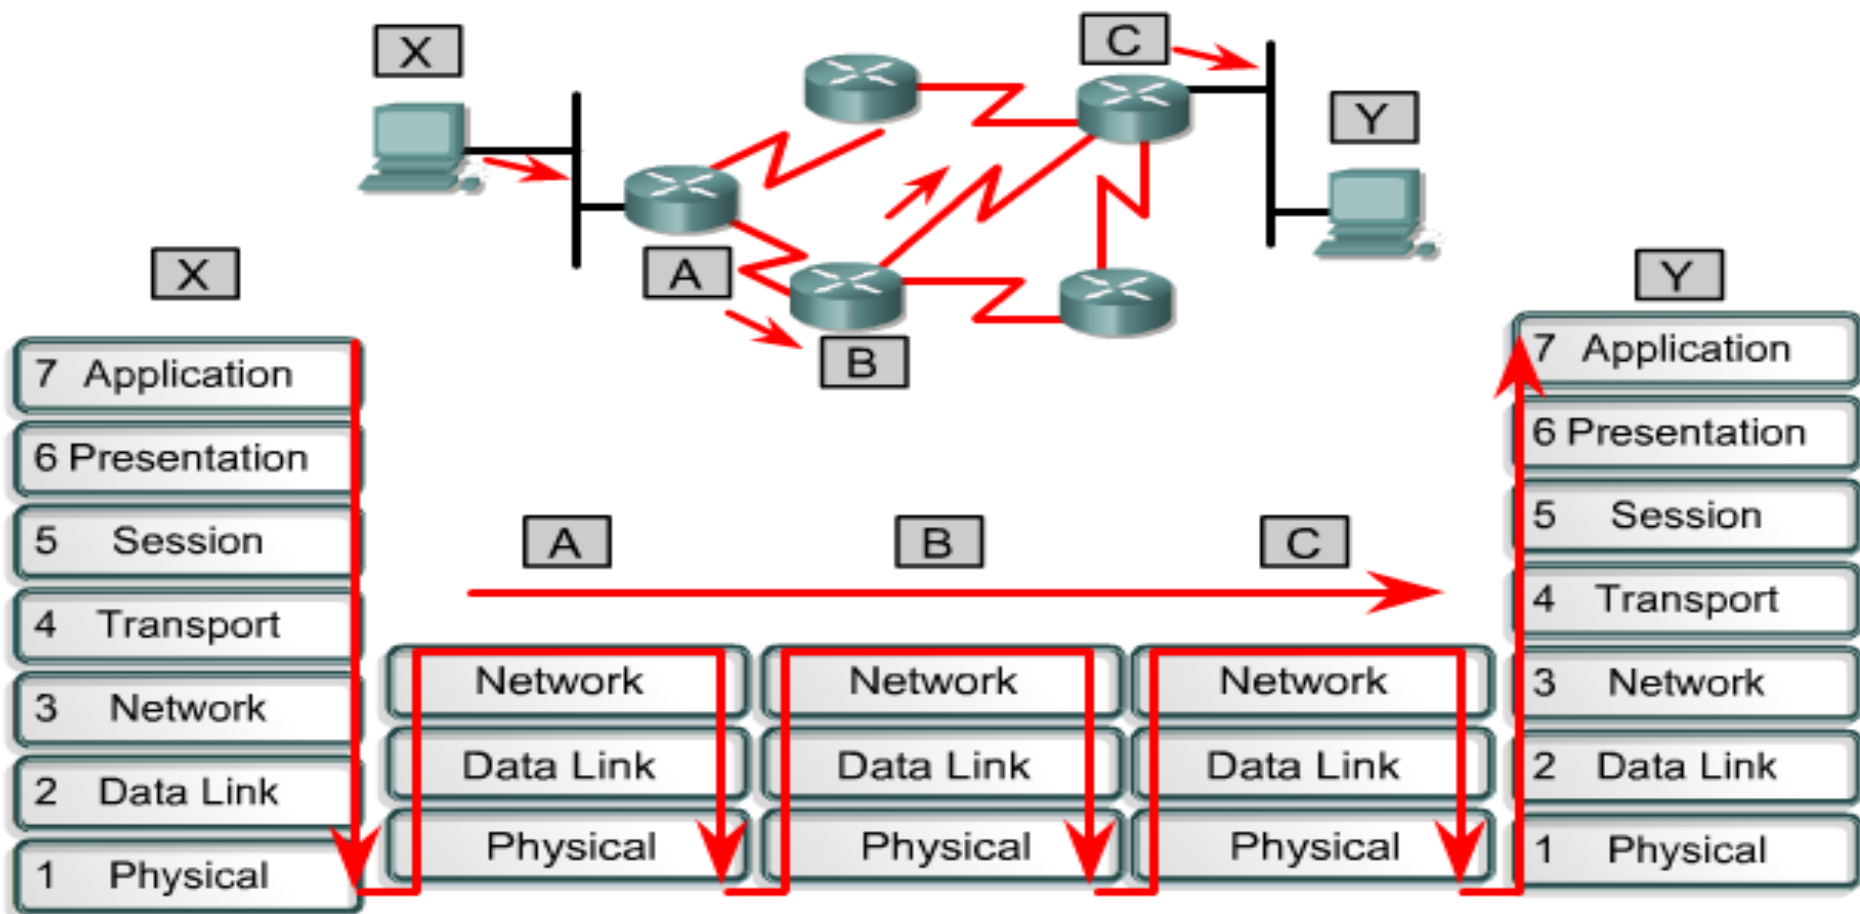 X
C
Y
A
B
X
7 Application
6 Presentation
5 Session
4 Transport
3 Network
2 Data Link
1 Physical
A
Network
Data Link
Physical
B
Network
Data Link
Physical
C
Network
Data Link
Physical
Y
7 Application
6 Presentation
5 Session
4 Transport
3 Network
2 Data Link
1 Physical